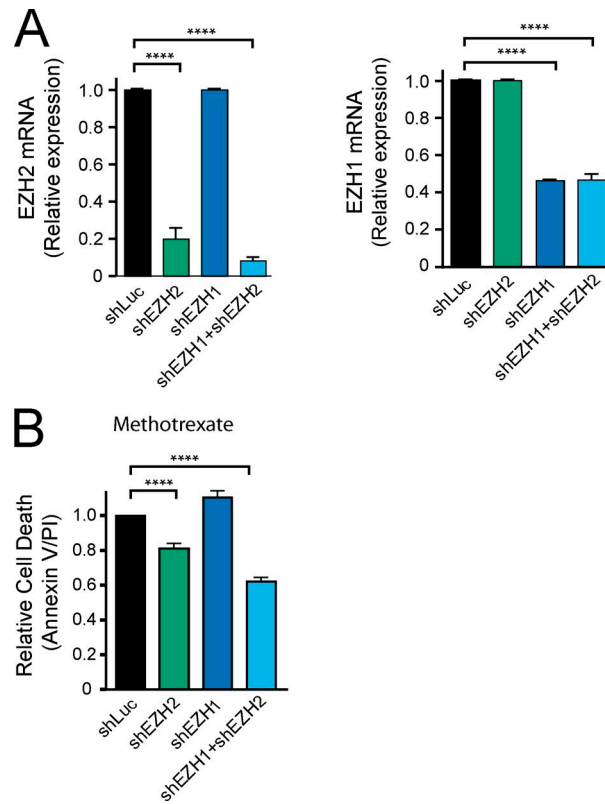 A
EZH2 mRNA
(Relative expression)
****
****
1.0
0.8
0.6
0.4
0.2
0
shLuc
shEZH2
shEZH1
shEZH1+shEZH2
EZH1 mRNA
(Relative expression)
****
****
1.0
0.8
0.6
0.4
0.2
0
shLuc
shEZH2
shEZH1
shEZH1+shEZH2
B
Methotrexate
Relative Cell Death
(Annexin V/PI)
****
****
1.0
0.8
0.6
0.4
0.2
0
shLuc
shEZH2
shEZH1
shEZH1+shEZH2